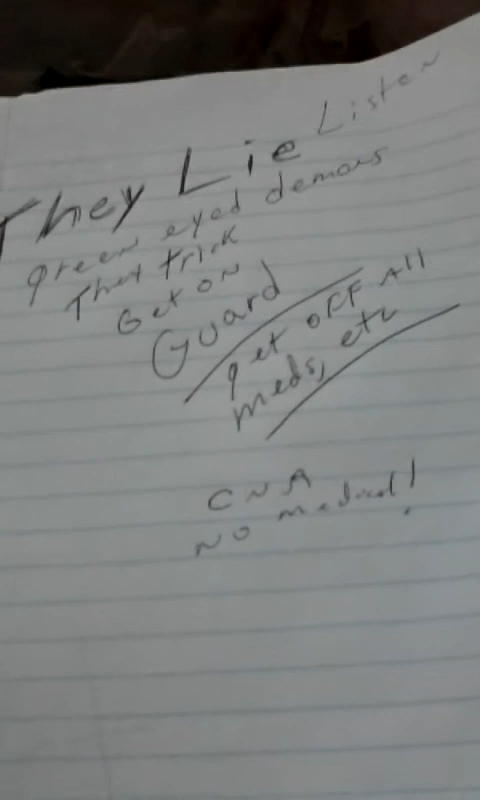 They Lie Listen
green eyed demons
They trick
Get on
Guard
get off All
meds, etc
CNA
NO medical!